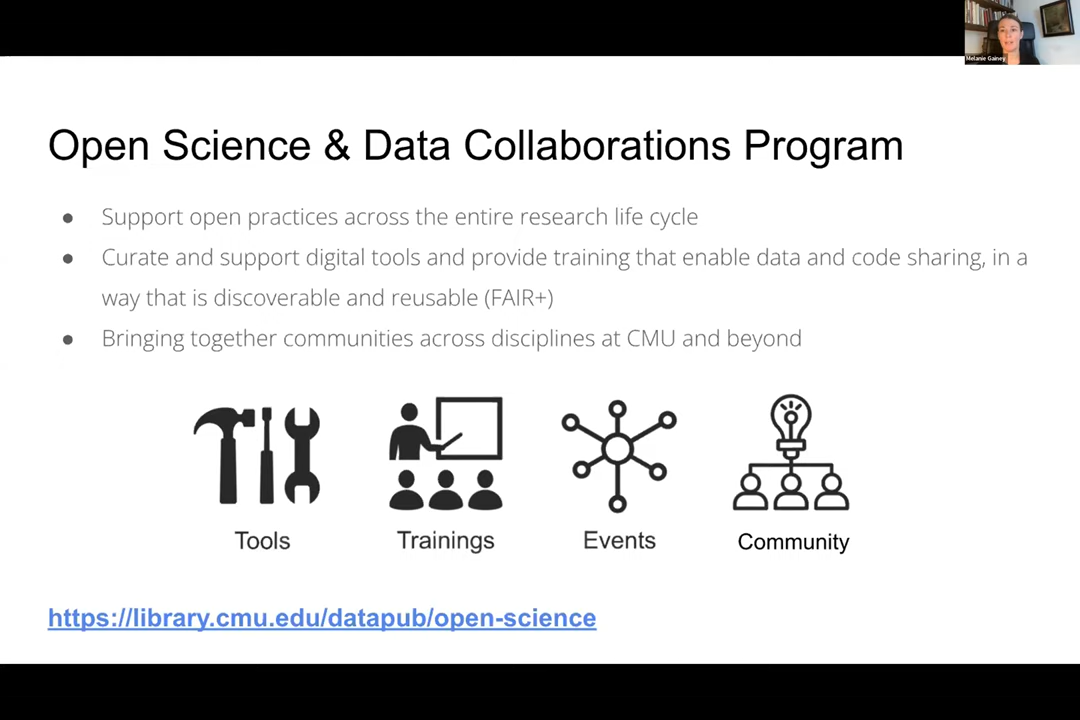 Melanie Gainey
Open Science & Data Collaborations Program
● Support open practices across the entire research life cycle
● Curate and support digital tools and provide training that enable data and code sharing, in a
way that is discoverable and reusable (FAIR+)
● Bringing together communities across disciplines at CMU and beyond
Tools Trainings Events Community
https://library.cmu.edu/datapub/open-science